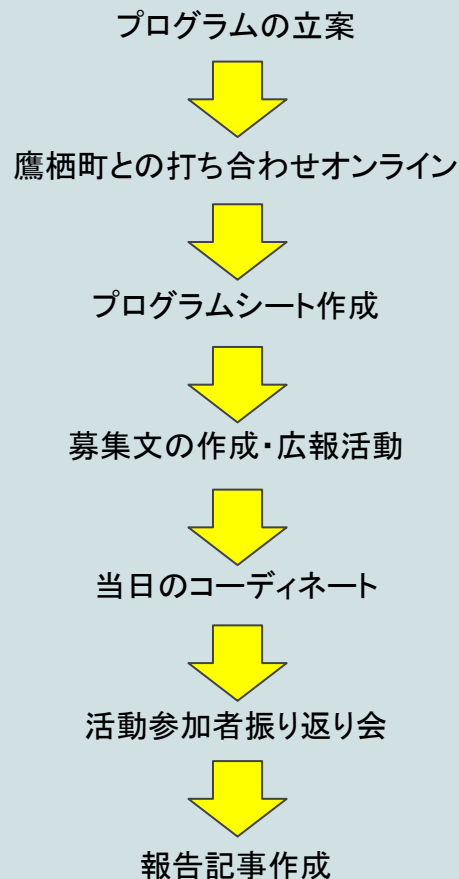 プログラムの立案
鷹栖町との打ち合わせオンライン
プログラムシート作成
募集文の作成・広報活動
当日のコーディネート
活動参加者振り返り会
報告記事作成